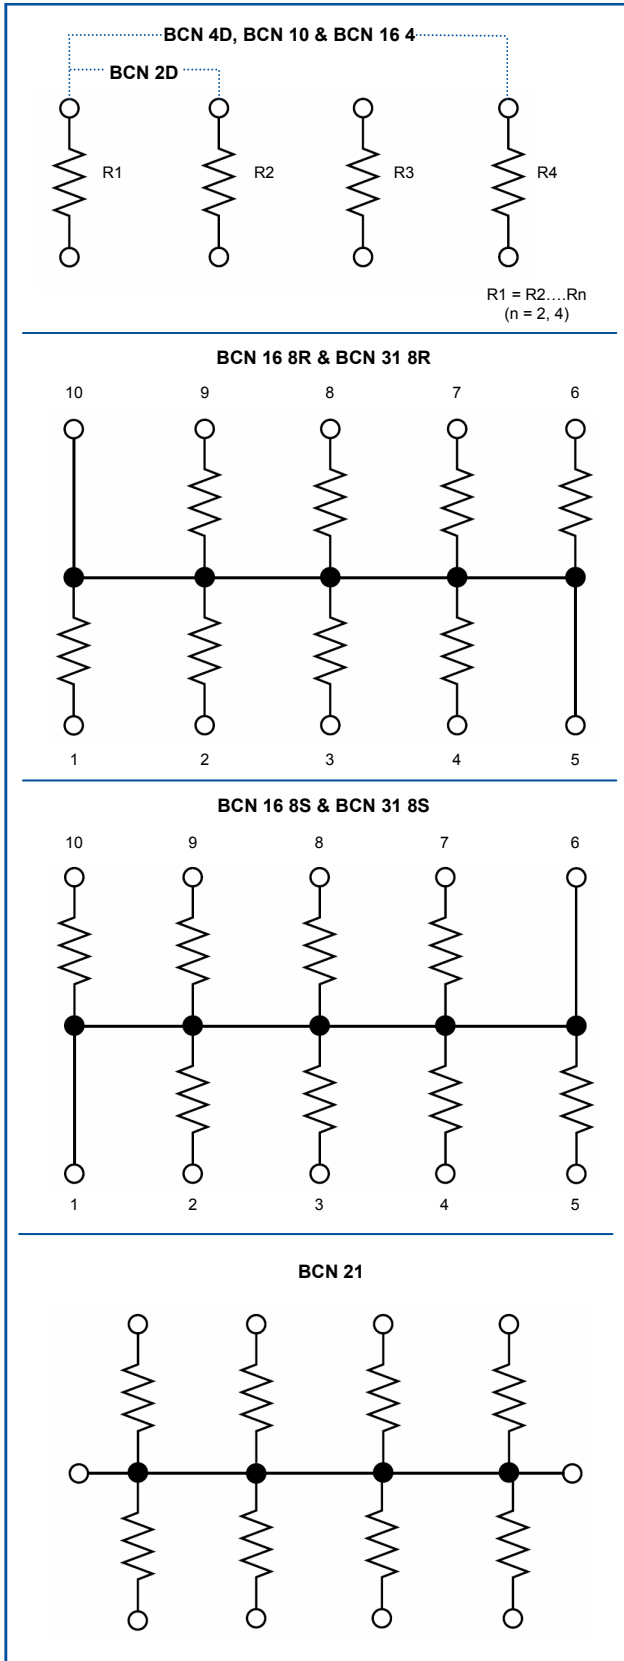 BCN 4D, BCN 10 & BCN 16 4
BCN 2D
R1 R2 R3 R4
R1 = R2....Rn
(n = 2, 4)
BCN 16 8R & BCN 31 8R
10 9 8 7 6
1 2 3 4 5
BCN 16 8S & BCN 31 8S
10 9 8 7 6
1 2 3 4 5
BCN 21